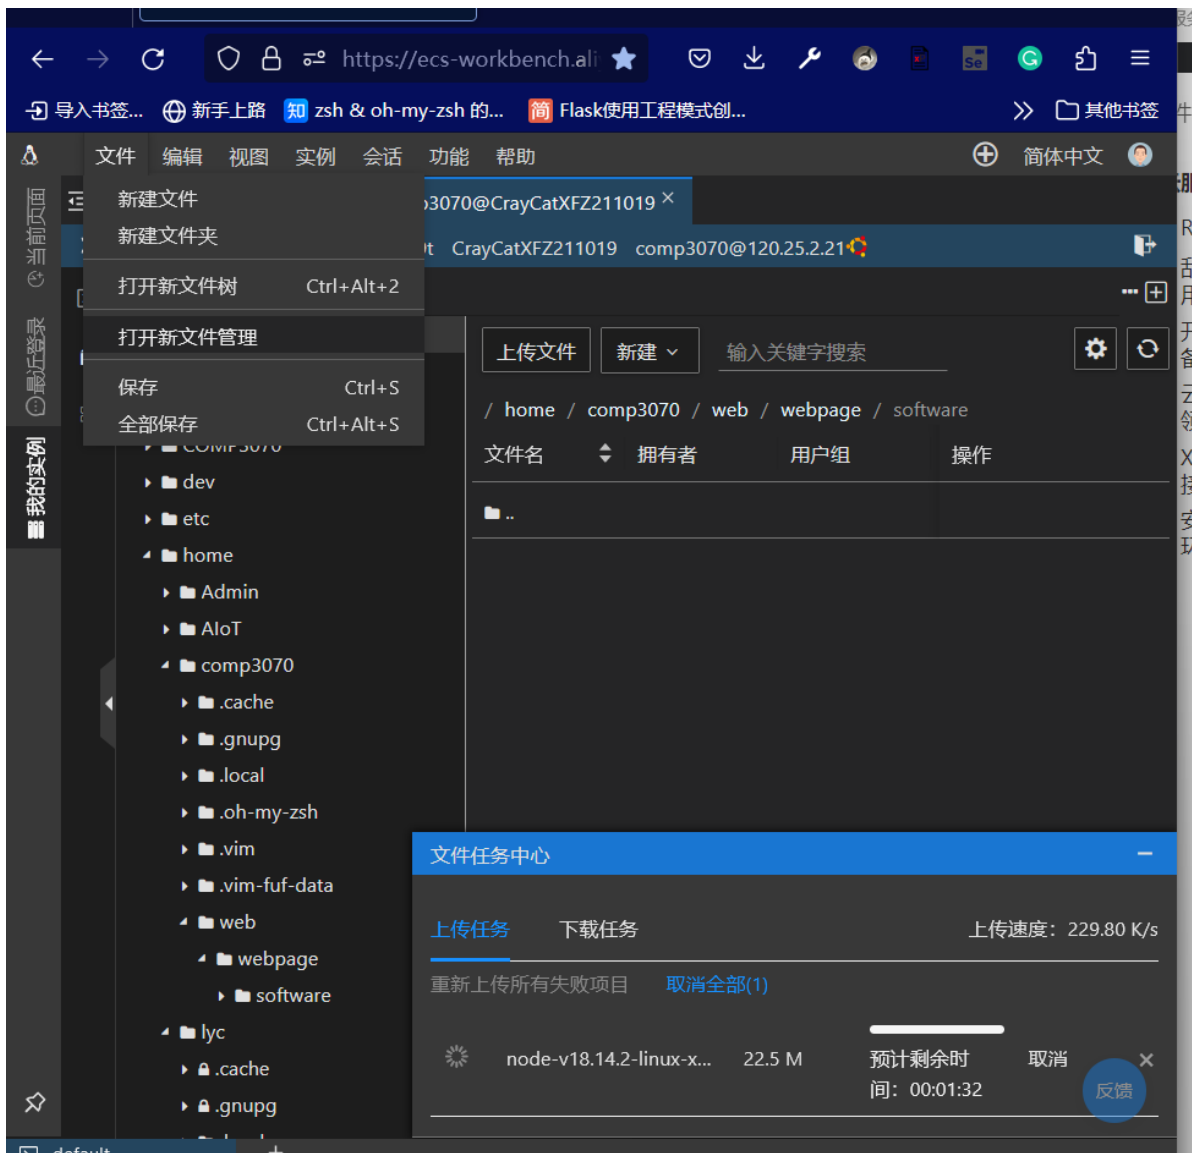 https://ecs-workbench.ali
导入书签... 新手上路 知 zsh & oh-my-zsh 的... 简 Flask使用工程模式创... 其他书签
文件 编辑 视图 实例 会话 功能 帮助 简体中文
新建文件
p3070@CrayCatXFZ211019 ×
新建文件夹
CrayCatXFZ211019 comp3070@120.25.2.21
打开新文件树 Ctrl+Alt+2
打开新文件管理
上传文件 新建 输入关键字搜索
保存 Ctrl+S
全部保存 Ctrl+Alt+S
/ home / comp3070 / web / webpage / software
当前页面
最近登录
我的实例
文件名 拥有者 用户组 操作
COMP3070
dev
etc
..
home
Admin
AIoT
comp3070
.cache
.gnupg
.local
.oh-my-zsh
.vim
.vim-fuf-data
web
webpage
software
lyc
.cache
.gnupg
文件任务中心
上传任务 下载任务 上传速度：229.80 K/s
重新上传所有失败项目 取消全部(1)
node-v18.14.2-linux-x... 22.5 M 预计剩余时 取消
间：00:01:32
反馈
default